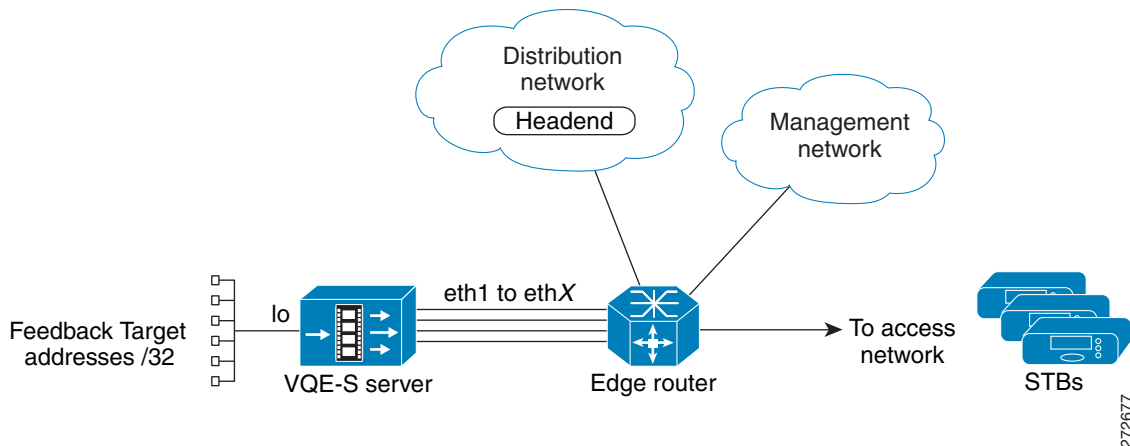 Distribution
network
Headend
Management
network
eth1 to ethX
lo
Feedback Target
addresses /32
VQE-S server
Edge router
To access
network
STBs
272677